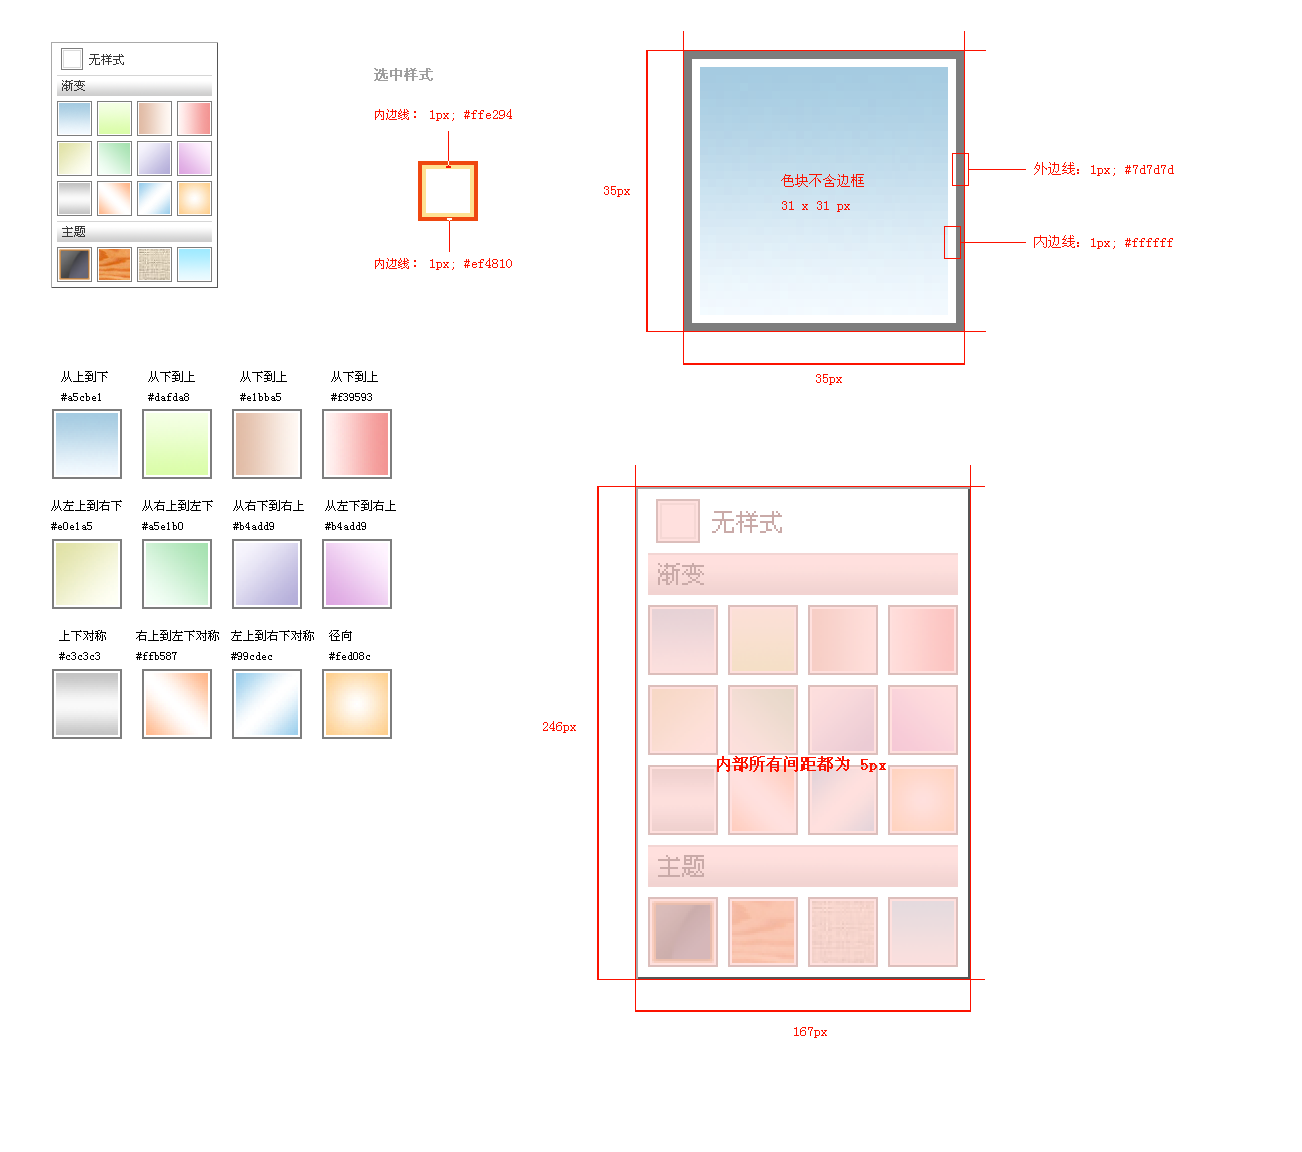 无样式
渐变
主题
选中样式
内边线： 1px; #ffe294
内边线： 1px; #ef4810
35px
色块不含边框
31 x 31 px
外边线：1px; #7d7d7d
内边线：1px; #ffffff
35px
从上到下
#a5cbe1
从下到上
#dafda8
从下到上
#e1bba5
从下到上
#f39593
从左上到右下
#e0e1a5
从右上到左下
#a5e1b0
从右下到右上
#b4add9
从左下到右上
#b4add9
上下对称
#c3c3c3
右上到左下对称
#ffb587
左上到右下对称
#99cdec
径向
#fed08c
无样式
渐变
246px
内部所有间距都为 5px
主题
167px